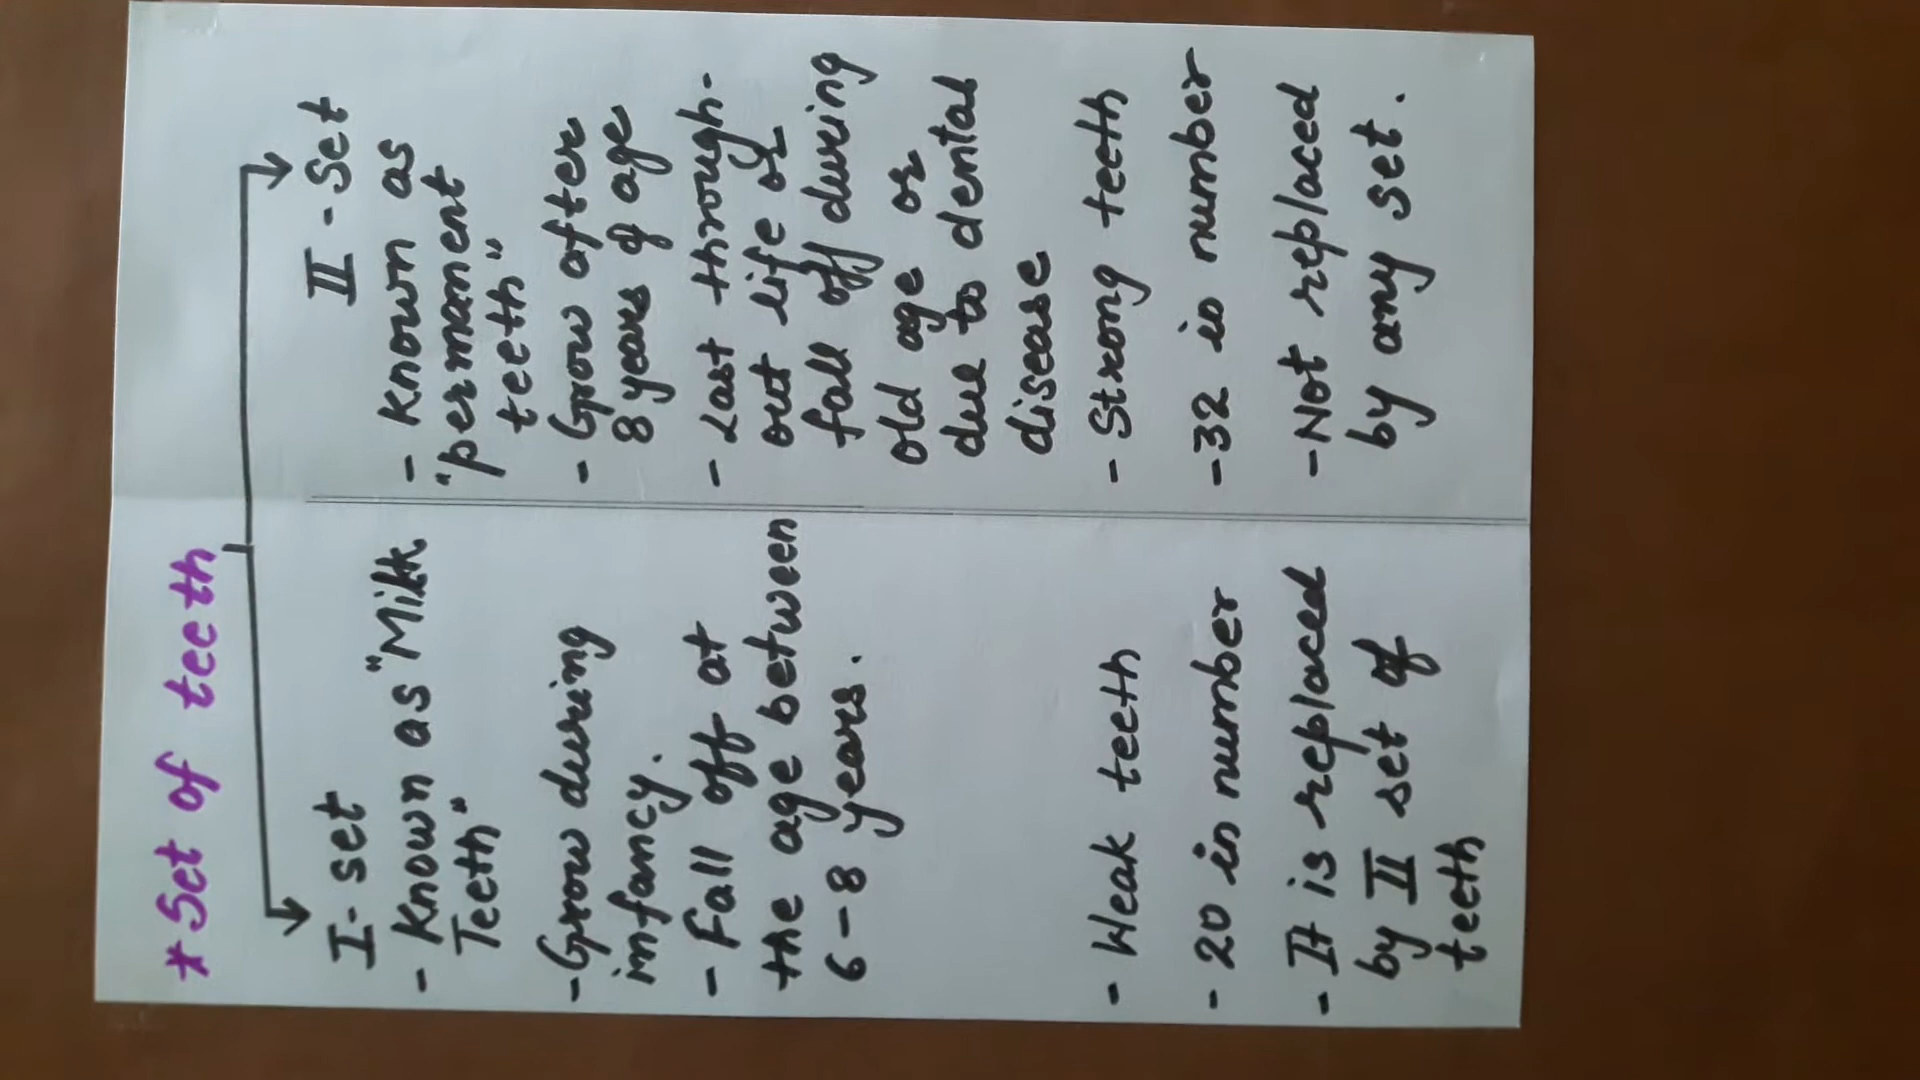 * Set of teeth
I - set
- Known as "Milk
Teeth"
- Grow during
infancy.
- Fall off at
the age between
6 - 8 years.
- Weak teeth
- 20 in number
- It is replaced
by II set of
teeth
II - Set
- Known as
"permanent
teeth"
- Grow after
8 years of age
- Last through-
out life or
fall off during
old age or
due to dental
disease
- Strong teeth
- 32 in number
- Not replaced
by any set.